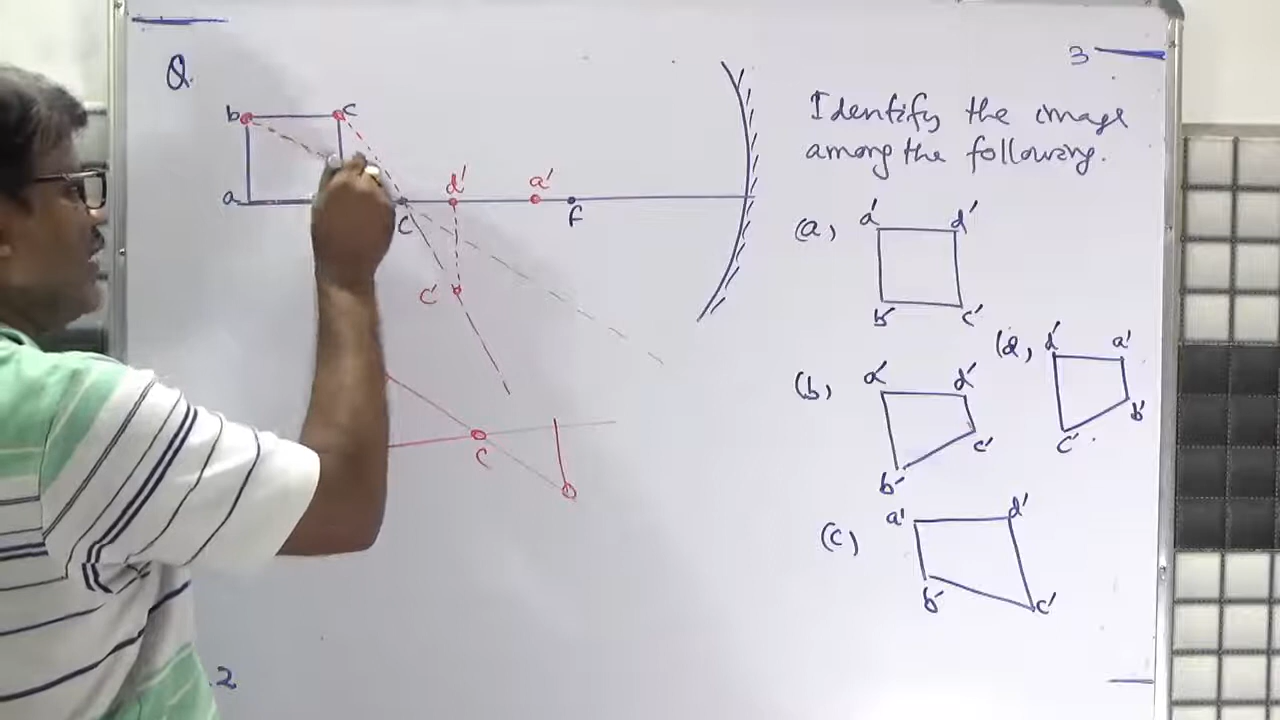 Q.
3
Identify the image
among the following.
b c
a C d' a' F
c'
C
(a, a' d'
b' c'
(d, d' a'
c' b'
(b, a' d'
b' c'
(c) a' d'
b' c'
.2